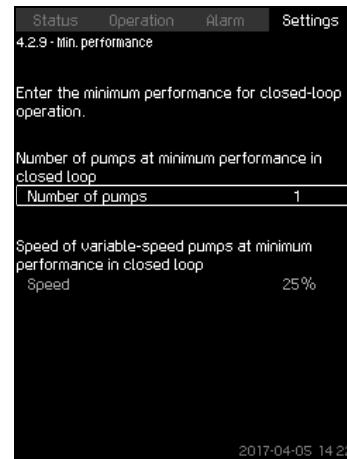 Status Operation Alarm Settings
4.2.9 - Min. performance
Enter the minimum performance for closed-loop
operation.
Number of pumps at minimum performance in
closed loop
Number of pumps 1
Speed of variable-speed pumps at minimum
performance in closed loop
Speed 25%
2017-04-05 14:22